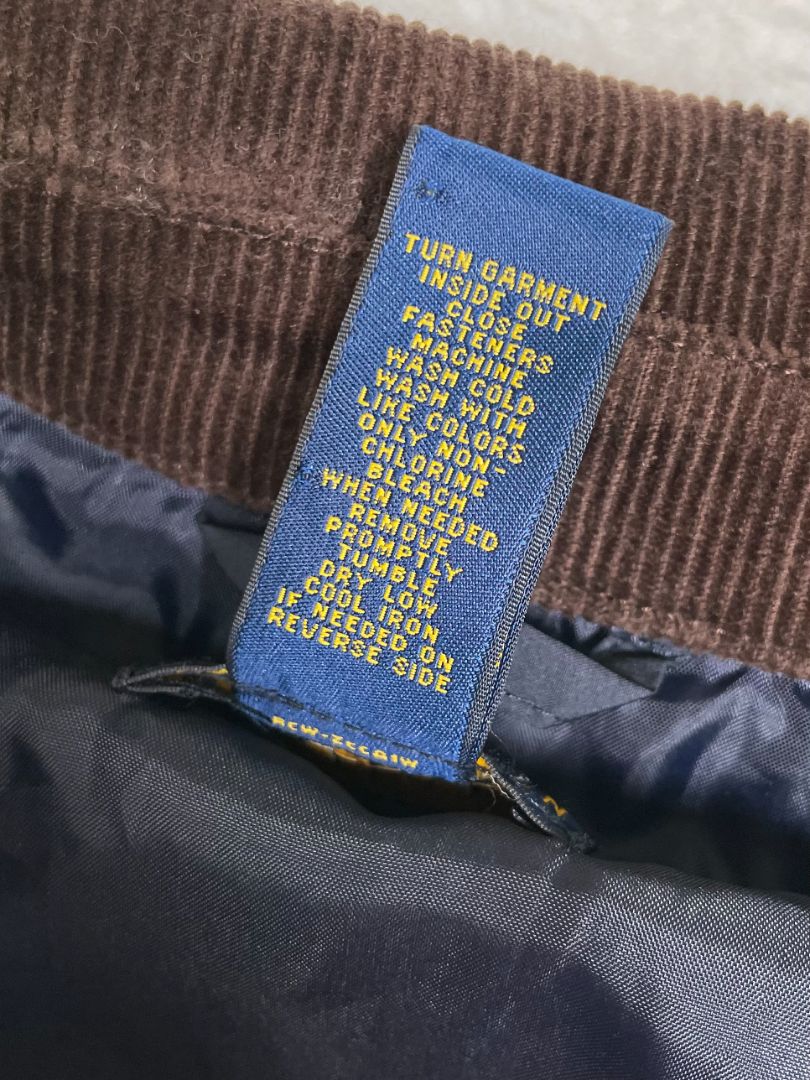 TURN GARMENT
INSIDE OUT
CLOSE
FASTENERS
MACHINE
WASH COLD
WASH WITH
LIKE COLORS
ONLY NON-
CHLORINE
BLEACH
WHEN NEEDED
REMOVE
PROMPTLY
TUMBLE
DRY LOW
COOL IRON
IF NEEDED ON
REVERSE SIDE